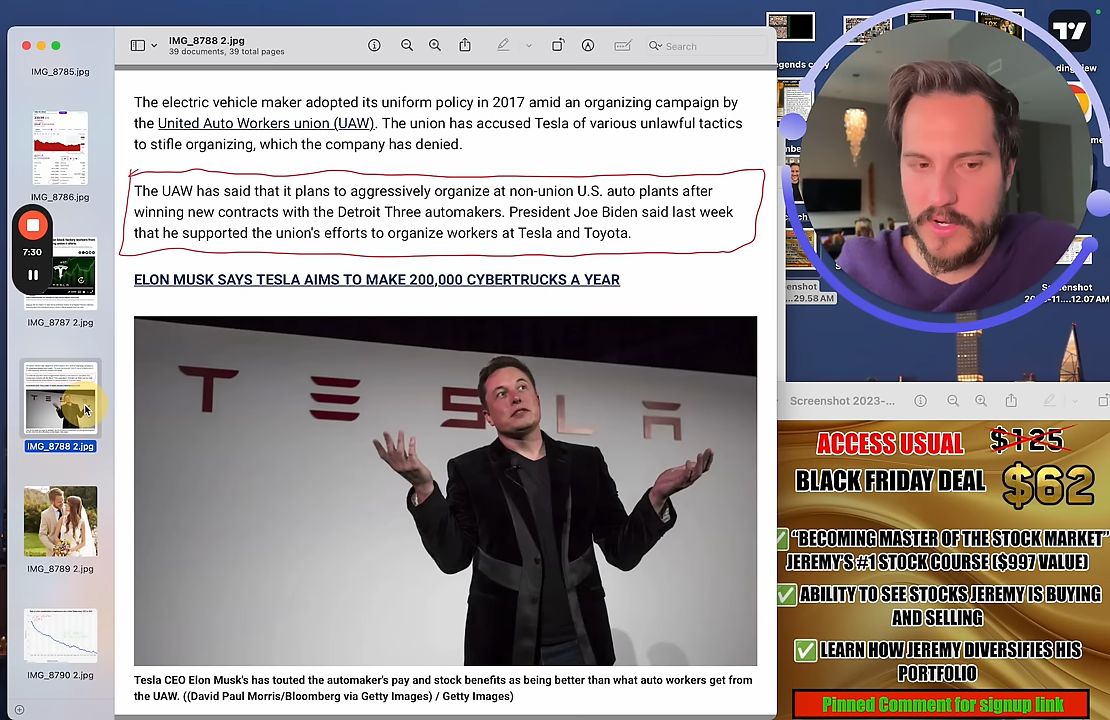 IMG_8788 2.jpg
39 documents, 39 total pages
Search
IMG_8785.jpg
IMG_8786.jpg
7:30
IMG_8787 2.jpg
IMG_8788 2.jpg
IMG_8789 2.jpg
IMG_8790 2.jpg
The electric vehicle maker adopted its uniform policy in 2017 amid an organizing campaign by
the United Auto Workers union (UAW). The union has accused Tesla of various unlawful tactics
to stifle organizing, which the company has denied.
The UAW has said that it plans to aggressively organize at non-union U.S. auto plants after
winning new contracts with the Detroit Three automakers. President Joe Biden said last week
that he supported the union's efforts to organize workers at Tesla and Toyota.
ELON MUSK SAYS TESLA AIMS TO MAKE 200,000 CYBERTRUCKS A YEAR
TESLA
Tesla CEO Elon Musk's has touted the automaker's pay and stock benefits as being better than what auto workers get from
the UAW. ((David Paul Morris/Bloomberg via Getty Images) / Getty Images)
Screenshot 2023-...
ACCESS USUAL $125
BLACK FRIDAY DEAL $62
✅ “BECOMING MASTER OF THE STOCK MARKET”
JEREMY'S #1 STOCK COURSE ($997 VALUE)
✅ ABILITY TO SEE STOCKS JEREMY IS BUYING
AND SELLING
✅ LEARN HOW JEREMY DIVERSIFIES HIS
PORTFOLIO
Pinned Comment for signup link